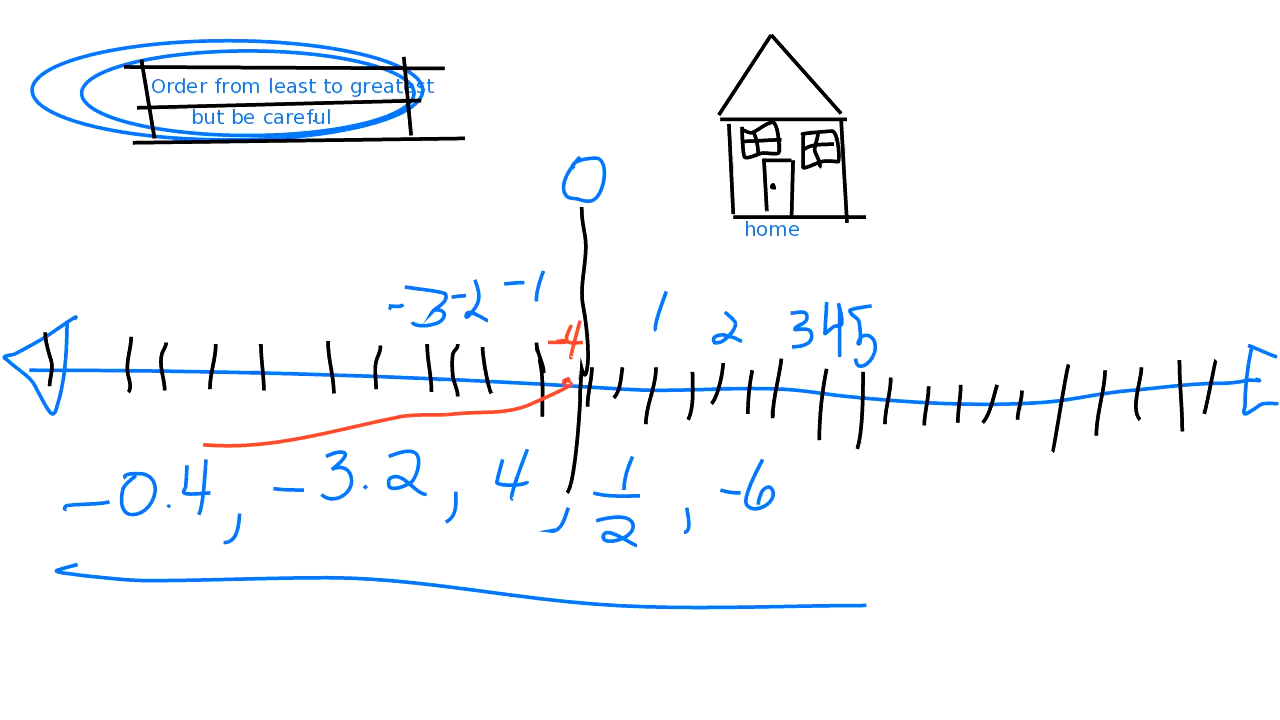 Order from least to greatest
but be careful
home
0
-3 -2 -1
1 2 3 4 5
-4
-0.4, -3.2, 4, 1/2, -6